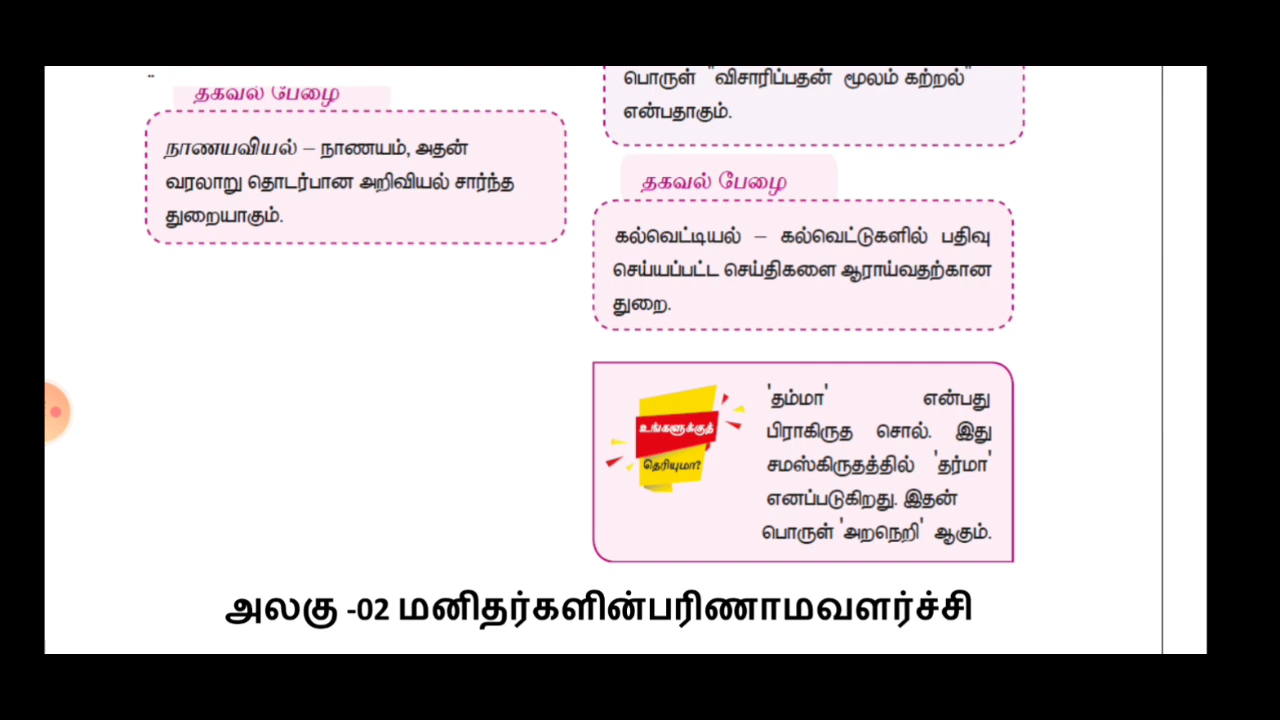 தகவல் பேழை
நாணயவியல் – நாணயம், அதன்
வரலாறு தொடர்பான அறிவியல் சார்ந்த
துறையாகும்.
பொருள் "விசாரிப்பதன் மூலம் கற்றல்"
என்பதாகும்.
தகவல் பேழை
கல்வெட்டியல் – கல்வெட்டுகளில் பதிவு
செய்யப்பட்ட செய்திகளை ஆராய்வதற்கான
துறை.
உங்களுக்குத்
தெரியுமா?
'தம்மா' என்பது
பிராகிருத சொல். இது
சமஸ்கிருதத்தில் 'தர்மா'
எனப்படுகிறது. இதன்
பொருள் 'அறநெறி' ஆகும்.
அலகு -02 மனிதர்களின்பரிணாமவளர்ச்சி